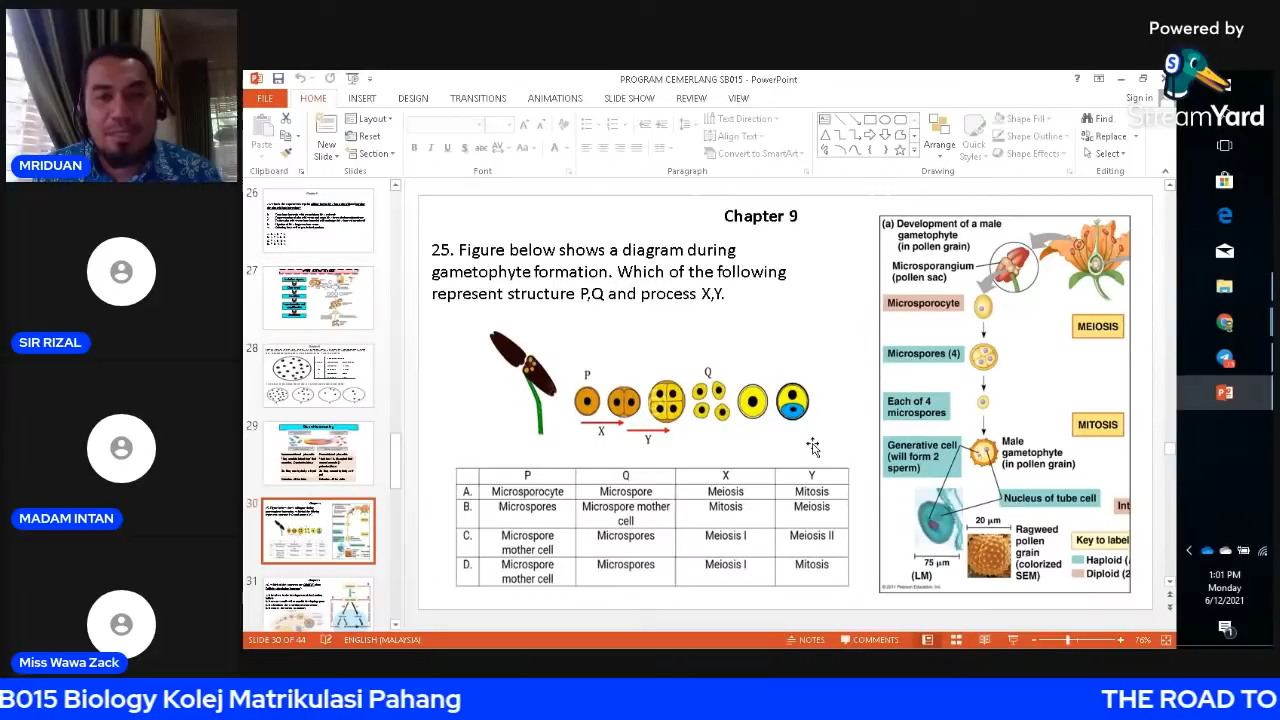 Powered by
StreamYard
MRIDUAN
SIR RIZAL
MADAM INTAN
Miss Wawa Zack
PROGRAM CEMERLANG SB015 - PowerPoint
Sign in
FILE
HOME
INSERT
DESIGN
TRANSITIONS
ANIMATIONS
SLIDE SHOW
REVIEW
VIEW
Paste
New
Slide
Layout
Reset
Section
Text Direction
Align Text
Convert to SmartArt
Arrange
Quick
Styles
Shape Fill
Shape Outline
Shape Effects
Find
Replace
Select
Clipboard
Slides
Font
Paragraph
Drawing
Editing
26
27
28
29
30
31
Chapter 9
25. Figure below shows a diagram during
gametophyte formation. Which of the following
represent structure P,Q and process X,Y.
P
Q
X
Y
P Q X Y
A. Microsporocyte Microspore Meiosis Mitosis
B. Microspores Microspore mother cell Mitosis Meiosis
C. Microspore mother cell Microspores Meiosis I Meiosis II
D. Microspore mother cell Microspores Meiosis I Mitosis
(a) Development of a male
gametophyte
(in pollen grain)
Microsporangium
(pollen sac)
Microsporocyte
MEIOSIS
Microspores (4)
Each of 4
microspores
MITOSIS
Generative cell
(will form 2
sperm)
Male
gametophyte
(in pollen grain)
Nucleus of tube cell
Int
20 µm
75 µm
(LM)
Ragweed
pollen
grain
(colorized
SEM)
Key to label
Haploid (
Diploid (2
SLIDE 30 OF 44
ENGLISH (MALAYSIA)
NOTES
COMMENTS
76%
1:01 PM
Monday
6/12/2021
B015 Biology Kolej Matrikulasi Pahang
THE ROAD TO